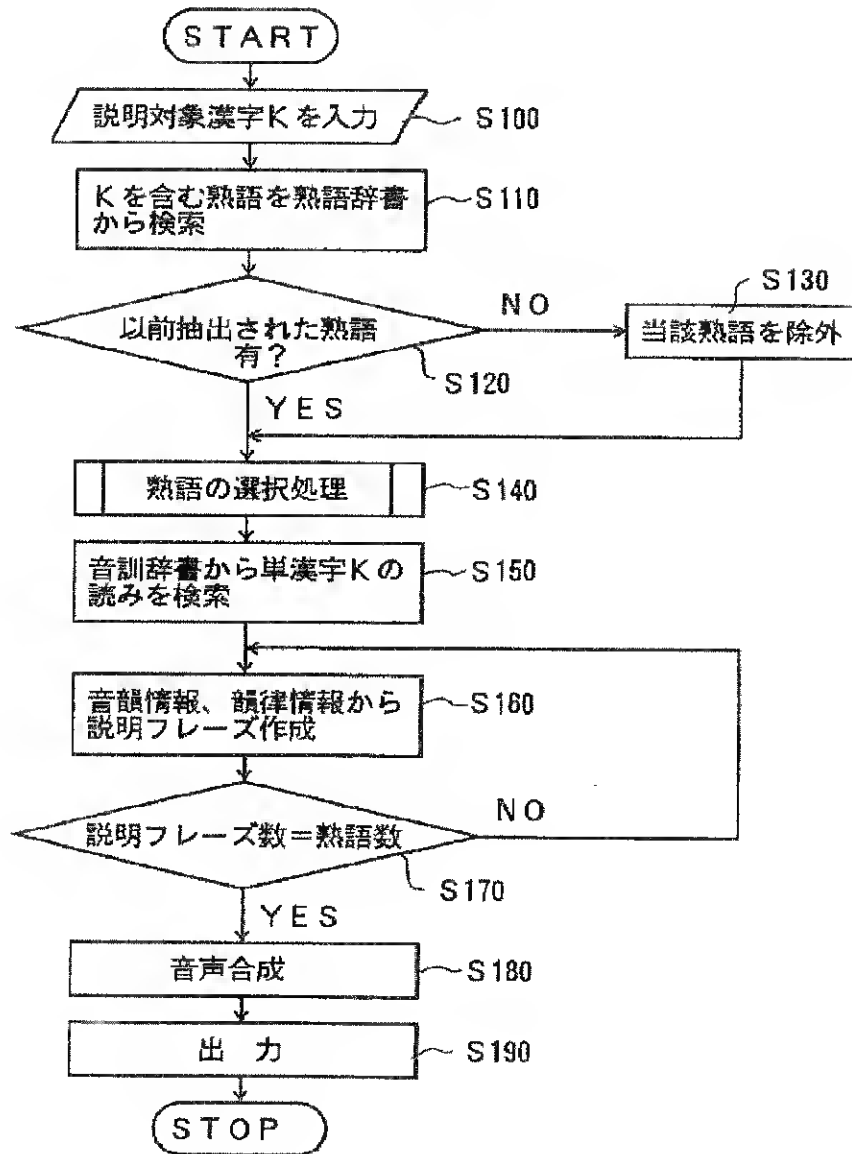 START
説明対象漢字Kを入力
S100
Kを含む熟語を熟語辞書
から検索
S110
以前抽出された熟語
有?
S120
NO
S130
当該熟語を除外
YES
熟語の選択処理
S140
音訓辞書から単漢字Kの
読みを検索
S150
音韻情報、韻律情報から
説明フレーズ作成
S160
説明フレーズ数=熟語数
NO
S170
YES
音声合成
S180
出 力
S190
STOP